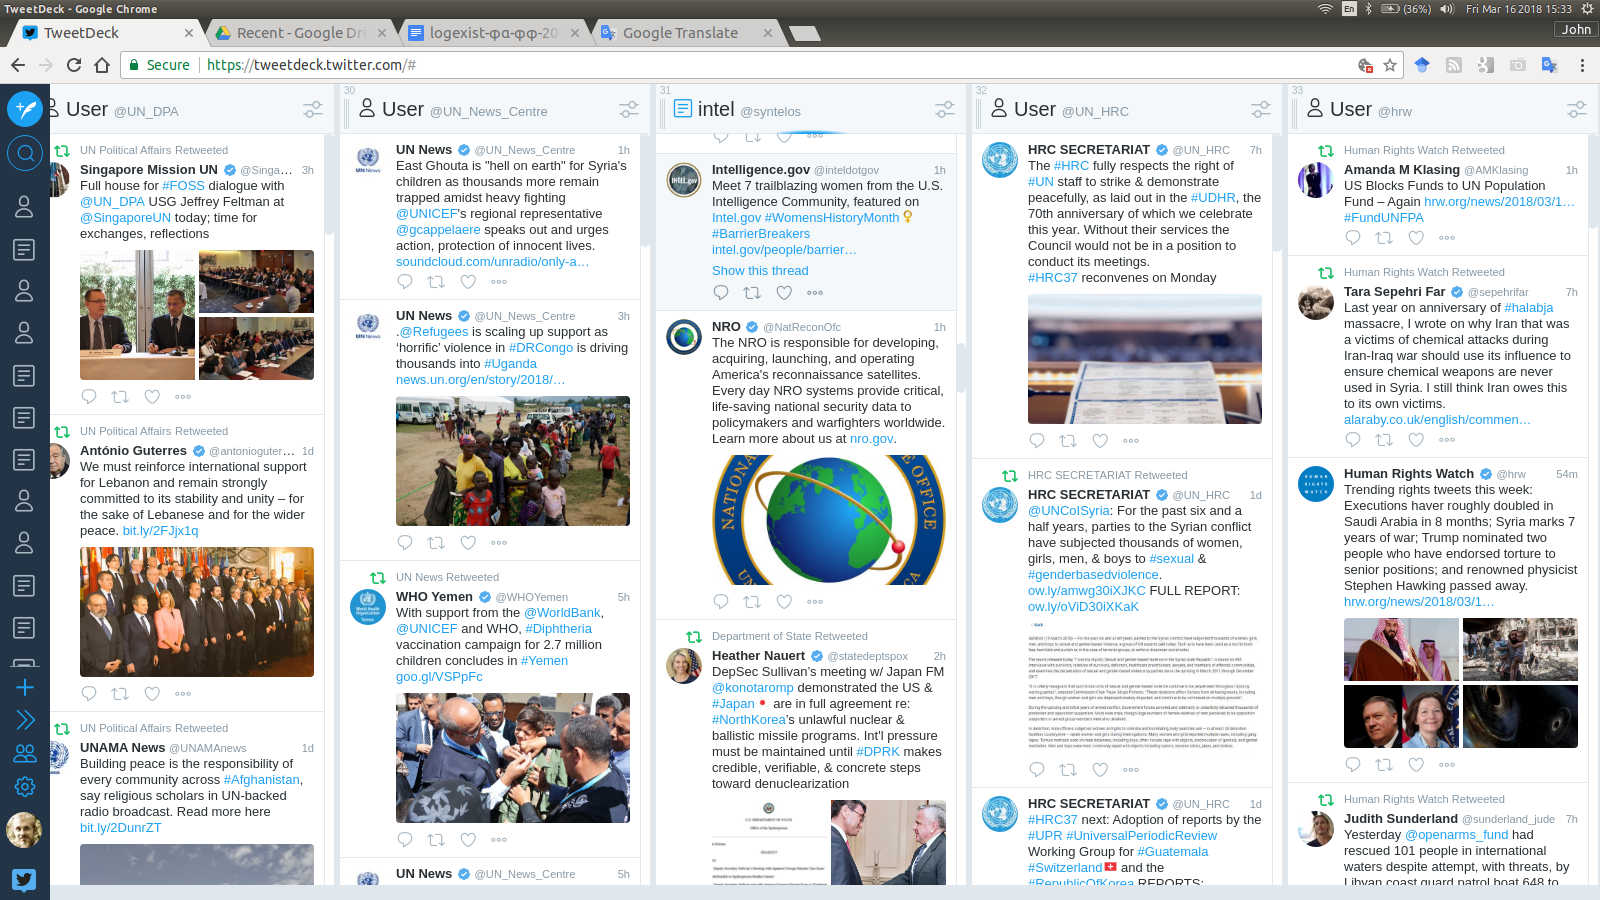 TweetDeck - Google Chrome
En
(36%)
Fri Mar 16 2018 15:33
TweetDeck
Recent - Google Dri
logexist-φα-φφ-20
Google Translate
John
Secure
https://tweetdeck.twitter.com/#
User @UN_DPA
UN Political Affairs Retweeted
Singapore Mission UN @Singa... 3h
Full house for #FOSS dialogue with
@UN_DPA USG Jeffrey Feltman at
@SingaporeUN today; time for
exchanges, reflections
UN Political Affairs Retweeted
António Guterres @antonioguter... 1d
We must reinforce international support
for Lebanon and remain strongly
committed to its stability and unity – for
the sake of Lebanese and for the wider
peace. bit.ly/2FJjx1q
UN Political Affairs Retweeted
UNAMA News @UNAMAnews 1d
Building peace is the responsibility of
every community across #Afghanistan,
say religious scholars in UN-backed
radio broadcast. Read more here
bit.ly/2DunrZT
30
User @UN_News_Centre
UN News @UN_News_Centre 1h
East Ghouta is "hell on earth" for Syria's
children as thousands more remain
trapped amidst heavy fighting
@UNICEF's regional representative
@gcappelaere speaks out and urges
action, protection of innocent lives.
soundcloud.com/unradio/only-a…
UN News @UN_News_Centre 3h
.@Refugees is scaling up support as
‘horrific’ violence in #DRCongo is driving
thousands into #Uganda
news.un.org/en/story/2018/…
UN News Retweeted
WHO Yemen @WHOYemen 5h
With support from the @WorldBank,
@UNICEF and WHO, #Diphtheria
vaccination campaign for 2.7 million
children concludes in #Yemen
goo.gl/VSPpFc
UN News @UN_News_Centre 5h
31
intel @syntelos
Intelligence.gov @inteldotgov 1h
Meet 7 trailblazing women from the U.S.
Intelligence Community, featured on
Intel.gov #WomensHistoryMonth
#BarrierBreakers
intel.gov/people/barrier…
Show this thread
NRO @NatReconOfc 1h
The NRO is responsible for developing,
acquiring, launching, and operating
America's reconnaissance satellites.
Every day NRO systems provide critical,
life-saving national security data to
policymakers and warfighters worldwide.
Learn more about us at nro.gov.
Department of State Retweeted
Heather Nauert @statedeptspox 2h
DepSec Sullivan’s meeting w/ Japan FM
@konotaromp demonstrated the US &
#Japan are in full agreement re:
#NorthKorea’s unlawful nuclear &
ballistic missile programs. Int'l pressure
must be maintained until #DPRK makes
credible, verifiable, & concrete steps
toward denuclearization
32
User @UN_HRC
HRC SECRETARIAT @UN_HRC 7h
The #HRC fully respects the right of
#UN staff to strike & demonstrate
peacefully, as laid out in the #UDHR, the
70th anniversary of which we celebrate
this year. Without their services the
Council would not be in a position to
conduct its meetings.
#HRC37 reconvenes on Monday
HRC SECRETARIAT Retweeted
HRC SECRETARIAT @UN_HRC 1d
@UNCoISyria: For the past six and a
half years, parties to the Syrian conflict
have subjected thousands of women,
girls, men, & boys to #sexual &
#genderbasedviolence.
ow.ly/amwg30iXJKC FULL REPORT:
ow.ly/oViD30iXKaK
HRC SECRETARIAT @UN_HRC 1d
#HRC37 next: Adoption of reports by the
#UPR #UniversalPeriodicReview
Working Group for #Guatemala
#Switzerland and the
#RepublicOfKorea REPORTS:
33
User @hrw
Human Rights Watch Retweeted
Amanda M Klasing @AMKlasing 1h
US Blocks Funds to UN Population
Fund – Again hrw.org/news/2018/03/1…
#FundUNFPA
Human Rights Watch Retweeted
Tara Sepehri Far @sepehrifar 7h
Last year on anniversary of #halabja
massacre, I wrote on why Iran that was
a victims of chemical attacks during
Iran-Iraq war should use its influence to
ensure chemical weapons are never
used in Syria. I still think Iran owes this
to its own victims.
alaraby.co.uk/english/commen…
Human Rights Watch @hrw 54m
Trending rights tweets this week:
Executions haver roughly doubled in
Saudi Arabia in 8 months; Syria marks 7
years of war; Trump nominated two
people who have endorsed torture to
senior positions; and renowned physicist
Stephen Hawking passed away.
hrw.org/news/2018/03/1…
Human Rights Watch Retweeted
Judith Sunderland @sunderland_jude 7h
Yesterday @openarms_fund had
rescued 101 people in international
waters despite attempt, with threats, by
Libyan coast guard patrol boat 648 to